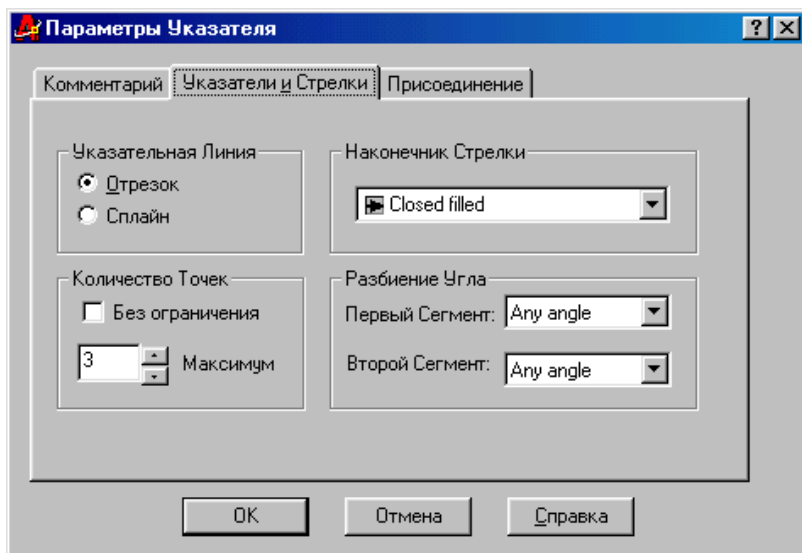 Параметры Указателя
Комментарий Указатели и Стрелки Присоединение
Указательная Линия
Отрезок
Сплайн
Наконечник Стрелки
Closed filled
Количество Точек
Без ограничения
3 Максимум
Разбиение Угла
Первый Сегмент: Any angle
Второй Сегмент: Any angle
OK Отмена Справка